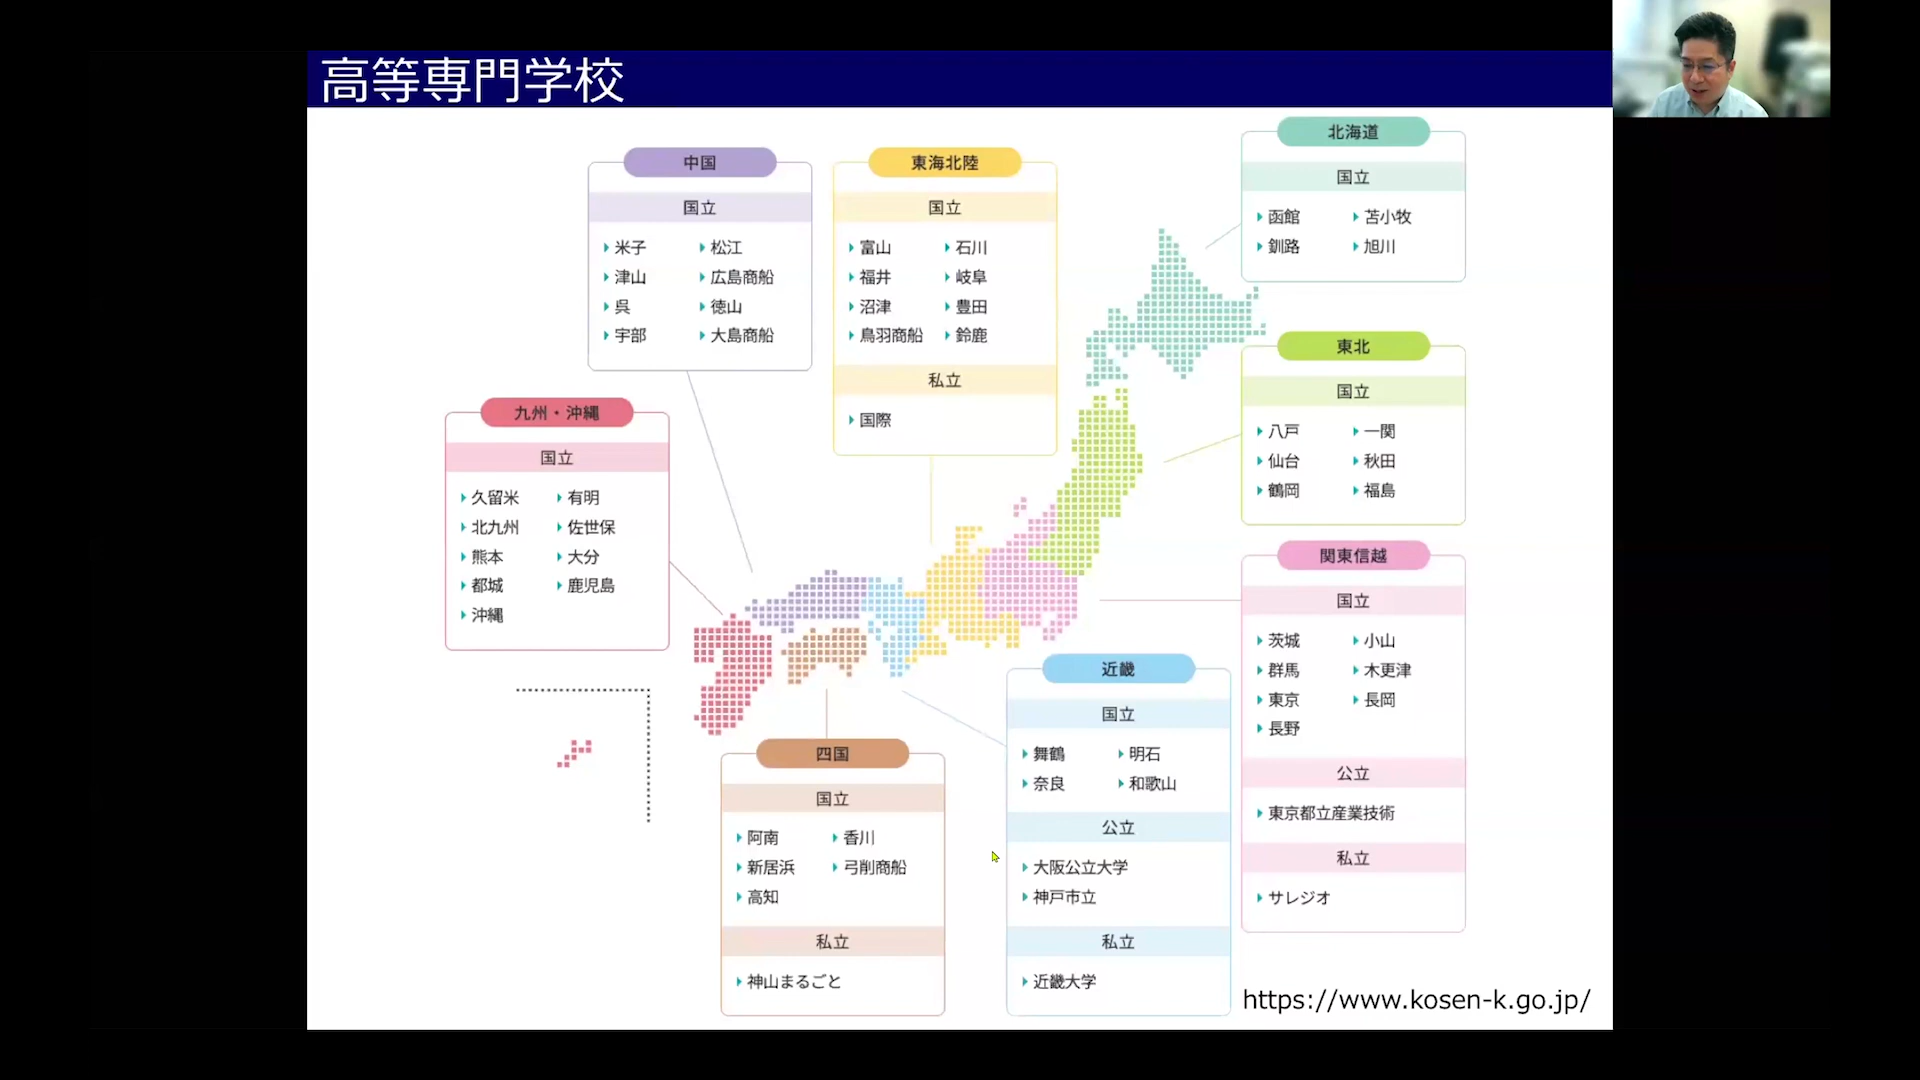 高等専門学校
中国
国立
米子 松江
津山 広島商船
呉 徳山
宇部 大島商船
東海北陸
国立
富山 石川
福井 岐阜
沼津 豊田
鳥羽商船 鈴鹿
私立
国際
北海道
国立
函館 苫小牧
釧路 旭川
東北
国立
八戸 一関
仙台 秋田
鶴岡 福島
九州・沖縄
国立
久留米 有明
北九州 佐世保
熊本 大分
都城 鹿児島
沖縄
関東信越
国立
茨城 小山
群馬 木更津
東京 長岡
長野
公立
東京都立産業技術
私立
サレジオ
近畿
国立
舞鶴 明石
奈良 和歌山
公立
大阪公立大学
神戸市立
私立
近畿大学
四国
国立
阿南 香川
新居浜 弓削商船
高知
私立
神山まるごと
https://www.kosen-k.go.jp/